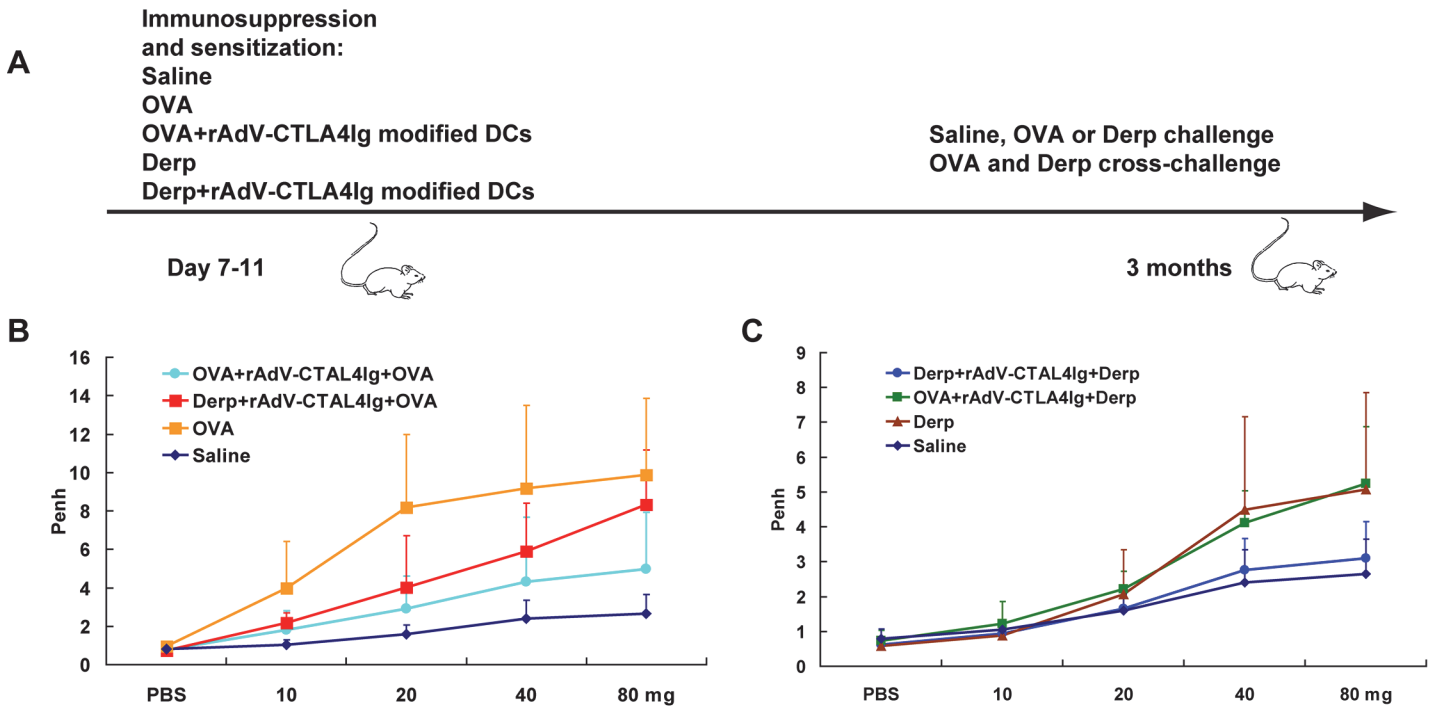 A
Immunosuppression
and sensitization:
Saline
OVA
OVA+rAdV-CTLA4Ig modified DCs
Derp
Derp+rAdV-CTLA4Ig modified DCs
Saline, OVA or Derp challenge
OVA and Derp cross-challenge
Day 7-11
3 months
B
Penh
16
14
12
10
8
6
4
2
0
OVA+rAdV-CTAL4Ig+OVA
Derp+rAdV-CTAL4Ig+OVA
OVA
Saline
PBS 10 20 40 80 mg
C
Penh
9
8
7
6
5
4
3
2
1
0
Derp+rAdV-CTAL4Ig+Derp
OVA+rAdV-CTLA4Ig+Derp
Derp
Saline
PBS 10 20 40 80 mg